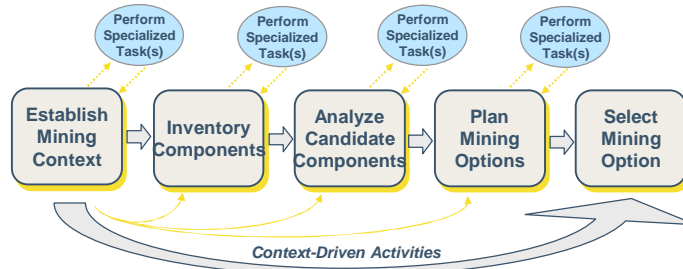 Perform
Specialized
Task(s)
Perform
Specialized
Task(s)
Perform
Specialized
Task(s)
Perform
Specialized
Task(s)
Establish
Mining
Context
Inventory
Components
Analyze
Candidate
Components
Plan
Mining
Options
Select
Mining
Option
Context-Driven Activities